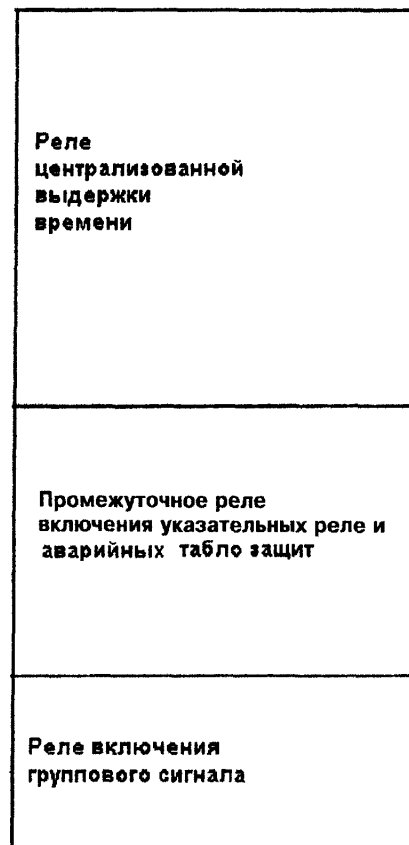 Реле
централизованной
выдержки
времени
Промежуточное реле
включения указательных реле и
аварийных табло защит
Реле включения
группового сигнала